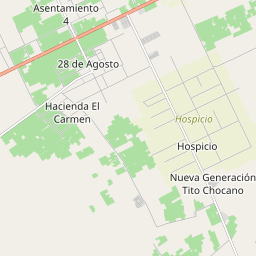 Asentamiento
4
28 de Agosto
Hacienda El
Carmen
Hospicio
Hospicio
Nueva Generación
Tito Chocano